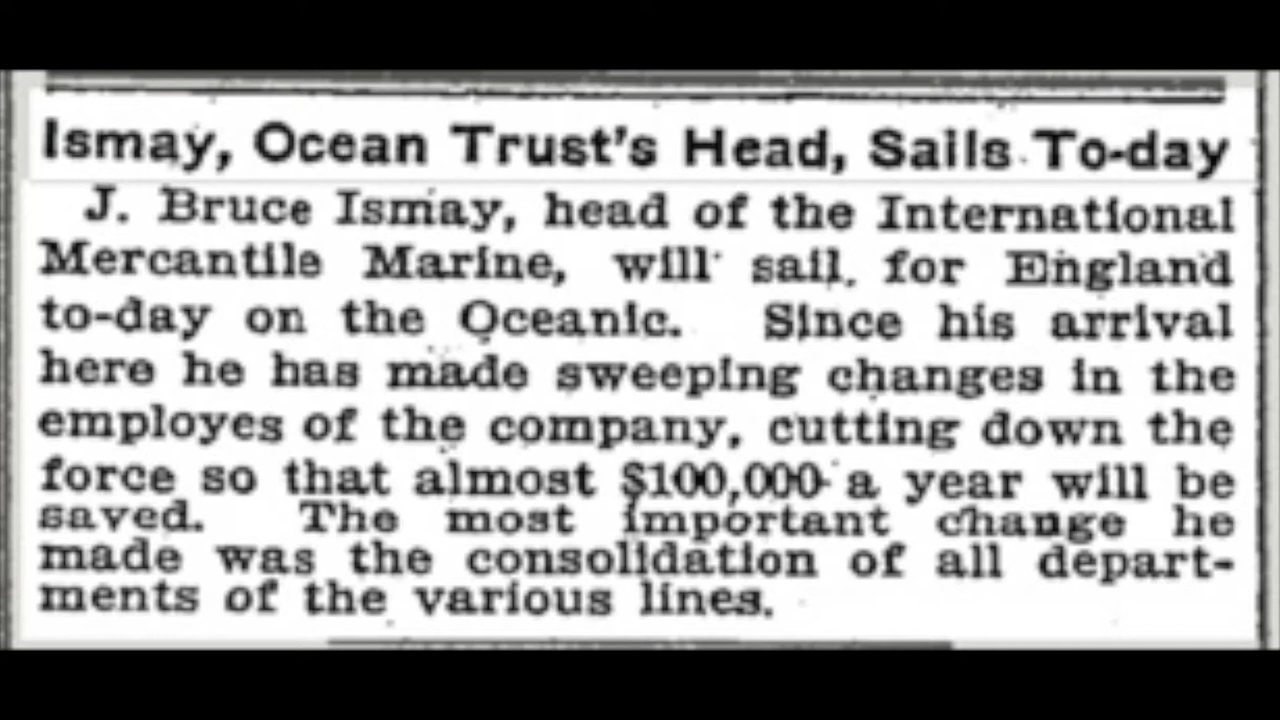 Ismay, Ocean Trust's Head, Sails To-day
J. Bruce Ismay, head of the International
Mercantile Marine, will sail for England
to-day on the Oceanic. Since his arrival
here he has made sweeping changes in the
employes of the company, cutting down the
force so that almost $100,000 a year will be
saved. The most important change he
made was the consolidation of all depart-
ments of the various lines.